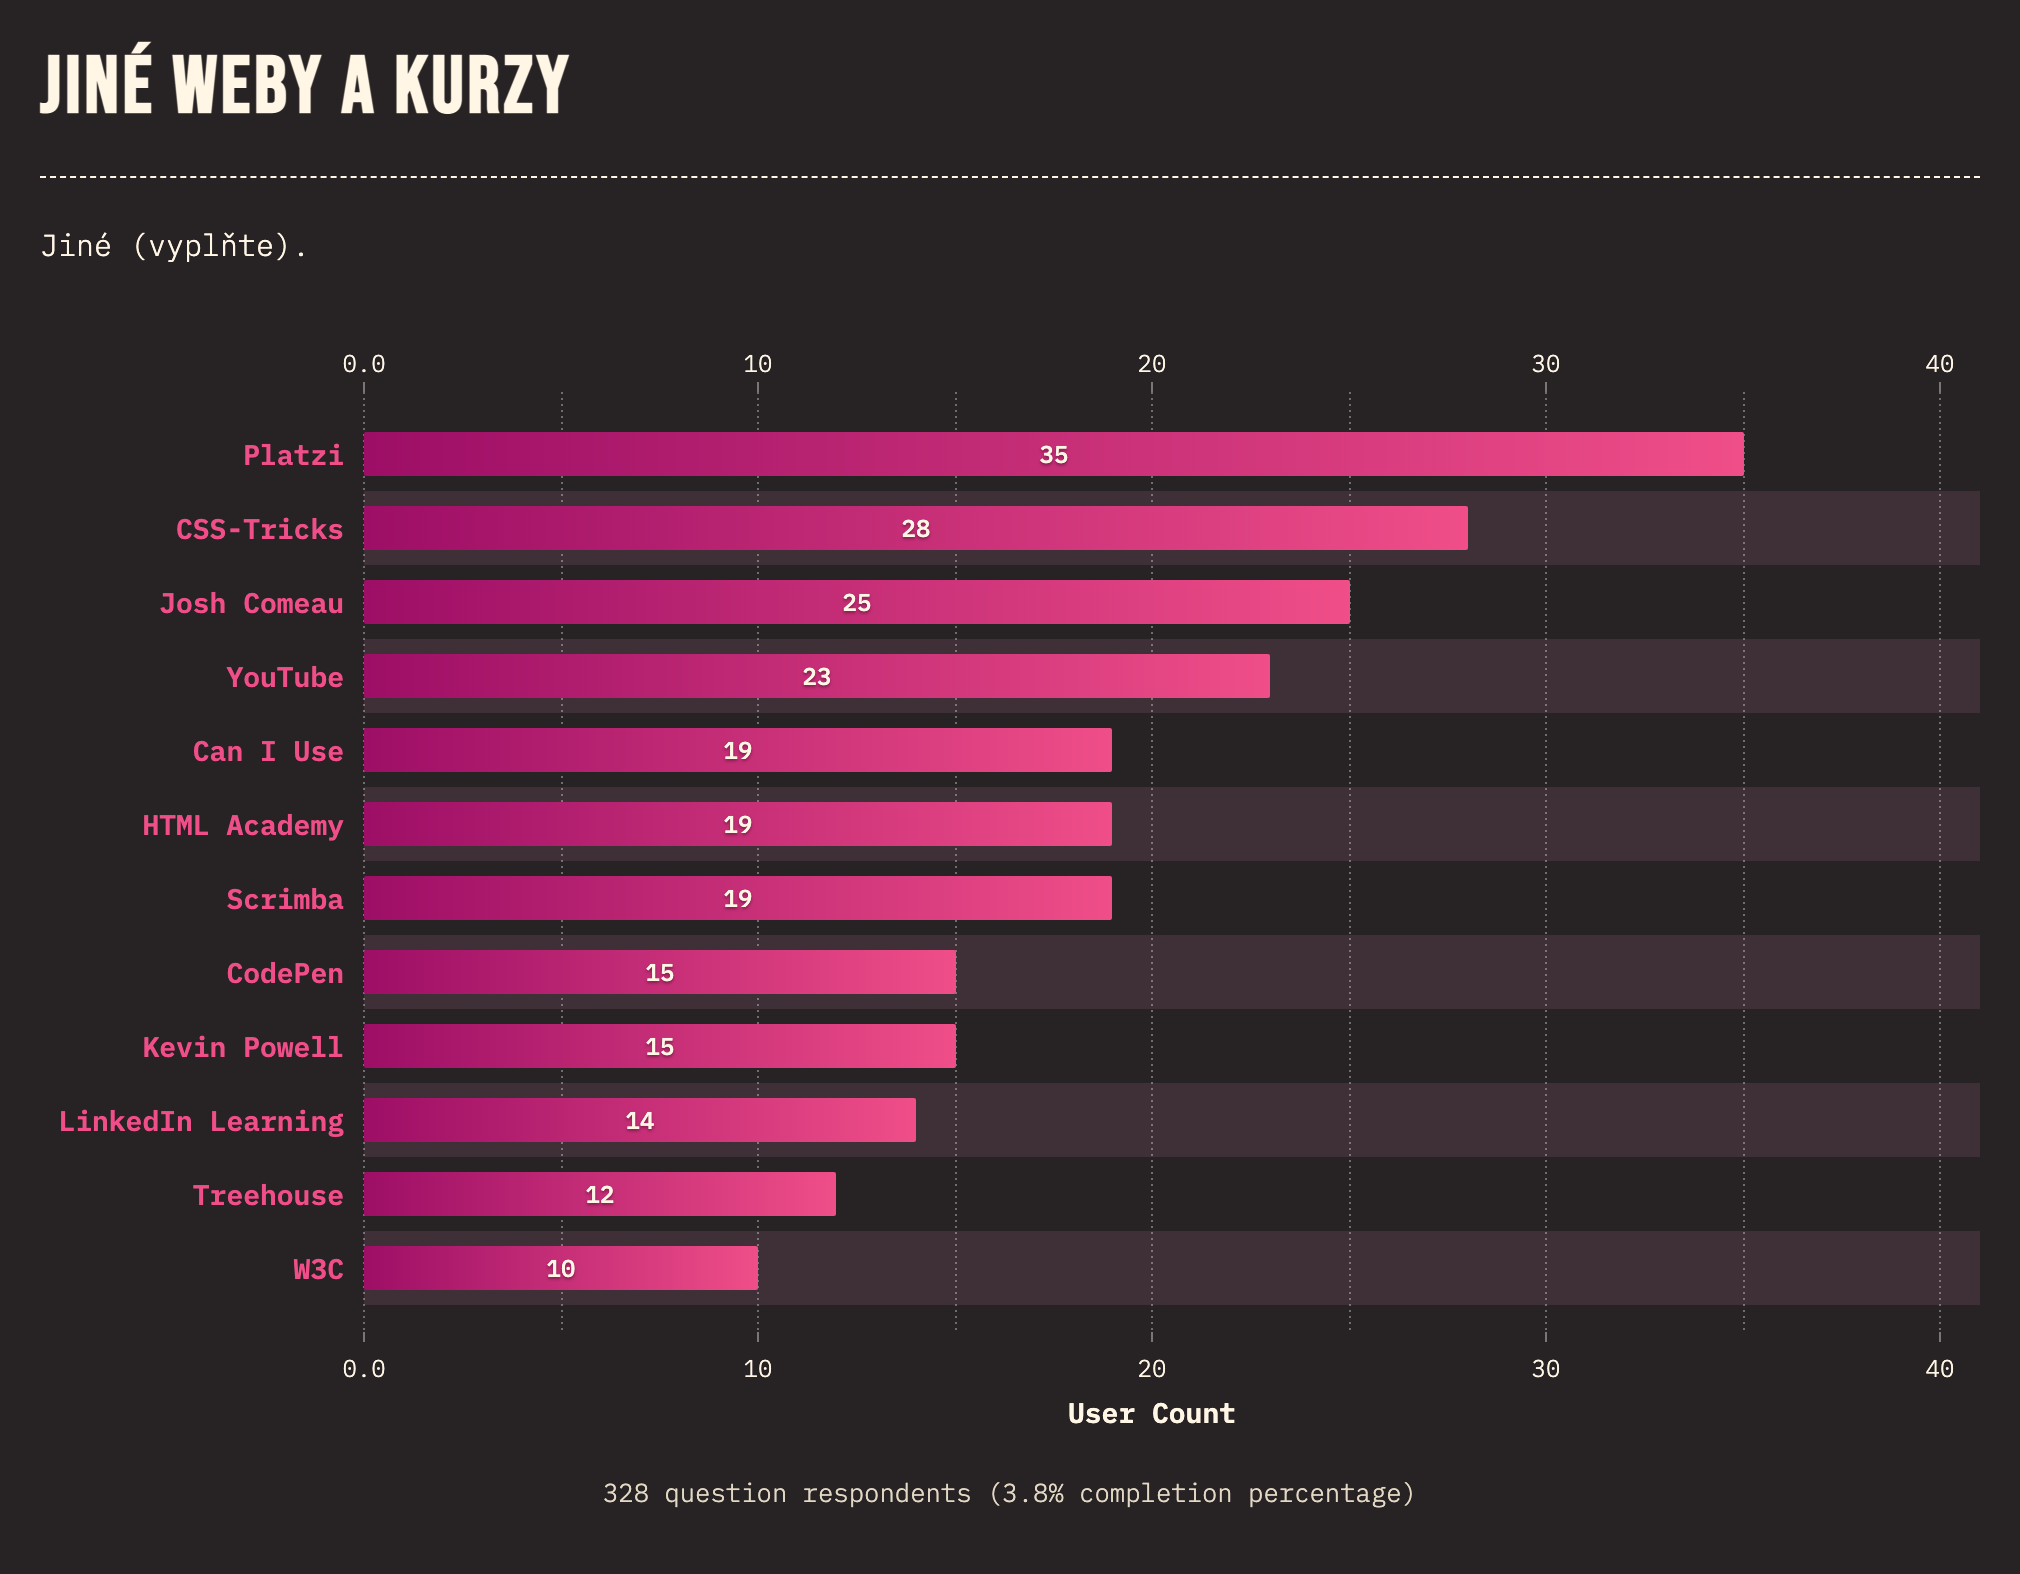 JINÉ WEBY A KURZY
Jiné (vyplňte).
0.0 10 20 30 40
Platzi 35
CSS-Tricks 28
Josh Comeau 25
YouTube 23
Can I Use 19
HTML Academy 19
Scrimba 19
CodePen 15
Kevin Powell 15
LinkedIn Learning 14
Treehouse 12
W3C 10
0.0 10 20 30 40
User Count
328 question respondents (3.8% completion percentage)